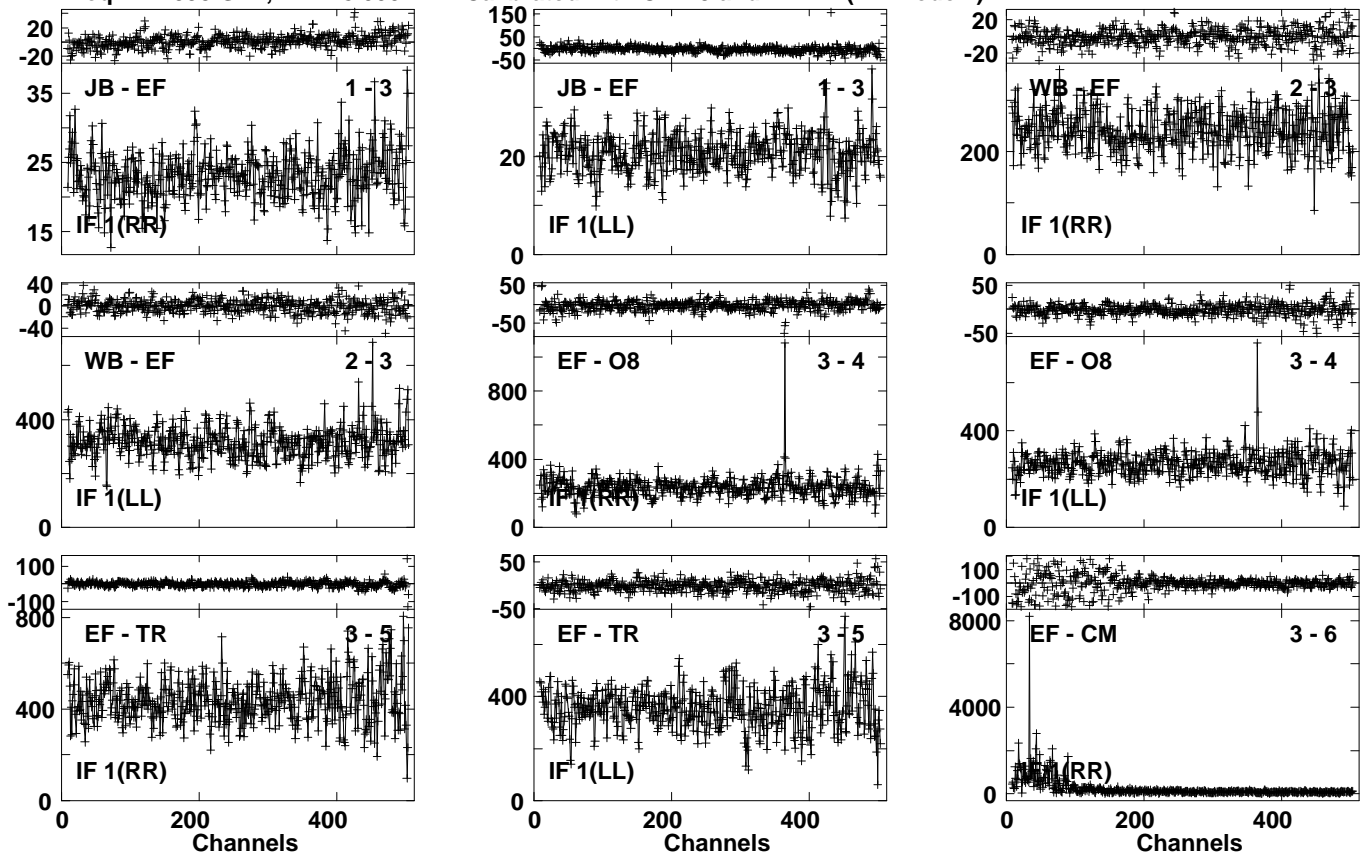 20
-20
35
25
15
JB - EF 1 - 3
IF 1(RR)
150
50
-50
20
0
JB - EF 1 - 3
IF 1(LL)
20
-20
200
0
WB - EF 2 - 3
IF 1(RR)
40
0
-40
400
0
WB - EF 2 - 3
IF 1(LL)
50
-50
800
400
0
EF - O8 3 - 4
IF 1(RR)
50
-50
400
0
EF - O8 3 - 4
IF 1(LL)
100
-100
800
400
0
EF - TR 3 - 5
IF 1(RR)
0 200 400
Channels
50
-50
400
0
EF - TR 3 - 5
IF 1(LL)
0 200 400
Channels
100
-100
8000
4000
0
EF - CM 3 - 6
IF 1(RR)
0 200 400
Channels